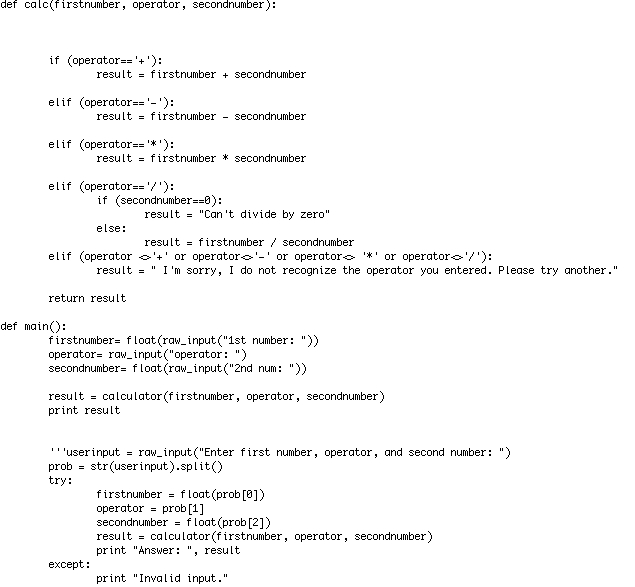 def calc(firstnumber, operator, secondnumber):
if (operator=='+'):
result = firstnumber + secondnumber
elif (operator=='-'):
result = firstnumber - secondnumber
elif (operator=='*'):
result = firstnumber * secondnumber
elif (operator=='/'):
if (secondnumber==0):
result = "Can't divide by zero"
else:
result = firstnumber / secondnumber
elif (operator <>'+' or operator<>'-' or operator<> '*' or operator<>'/'):
result = " I'm sorry, I do not recognize the operator you entered. Please try another."
return result
def main():
firstnumber= float(raw_input("1st number: "))
operator= raw_input("operator: ")
secondnumber= float(raw_input("2nd num: "))
result = calculator(firstnumber, operator, secondnumber)
print result
'''userinput = raw_input("Enter first number, operator, and second number: ")
prob = str(userinput).split()
try:
firstnumber = float(prob[0])
operator = prob[1]
secondnumber = float(prob[2])
result = calculator(firstnumber, operator, secondnumber)
print "Answer: ", result
except:
print "Invalid input."